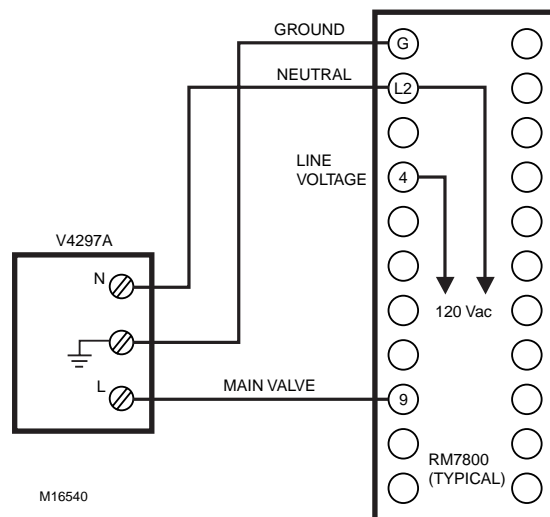 GROUND
G
NEUTRAL
L2
LINE
VOLTAGE
4
V4297A
N
120 Vac
L
MAIN VALVE
9
RM7800
(TYPICAL)
M16540